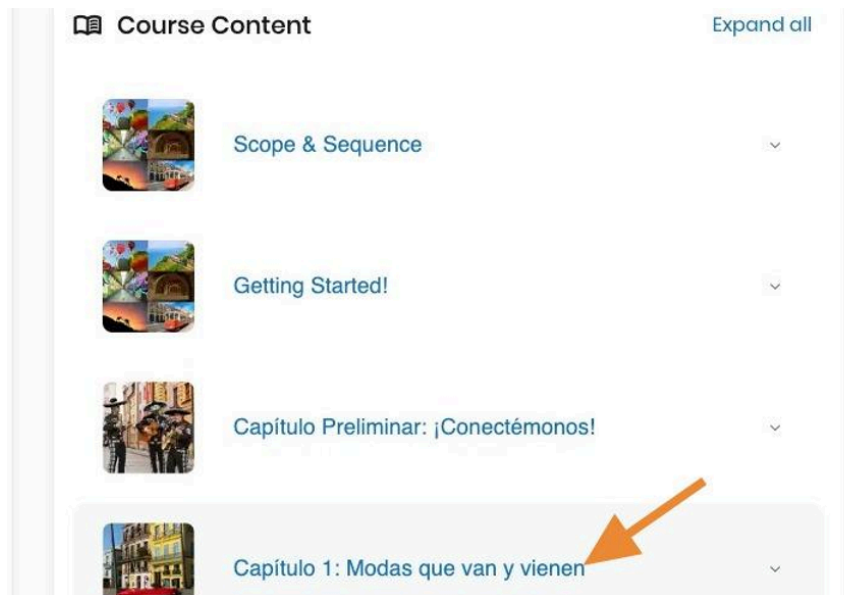 Course Content
Expand all
Scope & Sequence
Getting Started!
Capítulo Preliminar: ¡Conectémonos!
Capítulo 1: Modas que van y vienen